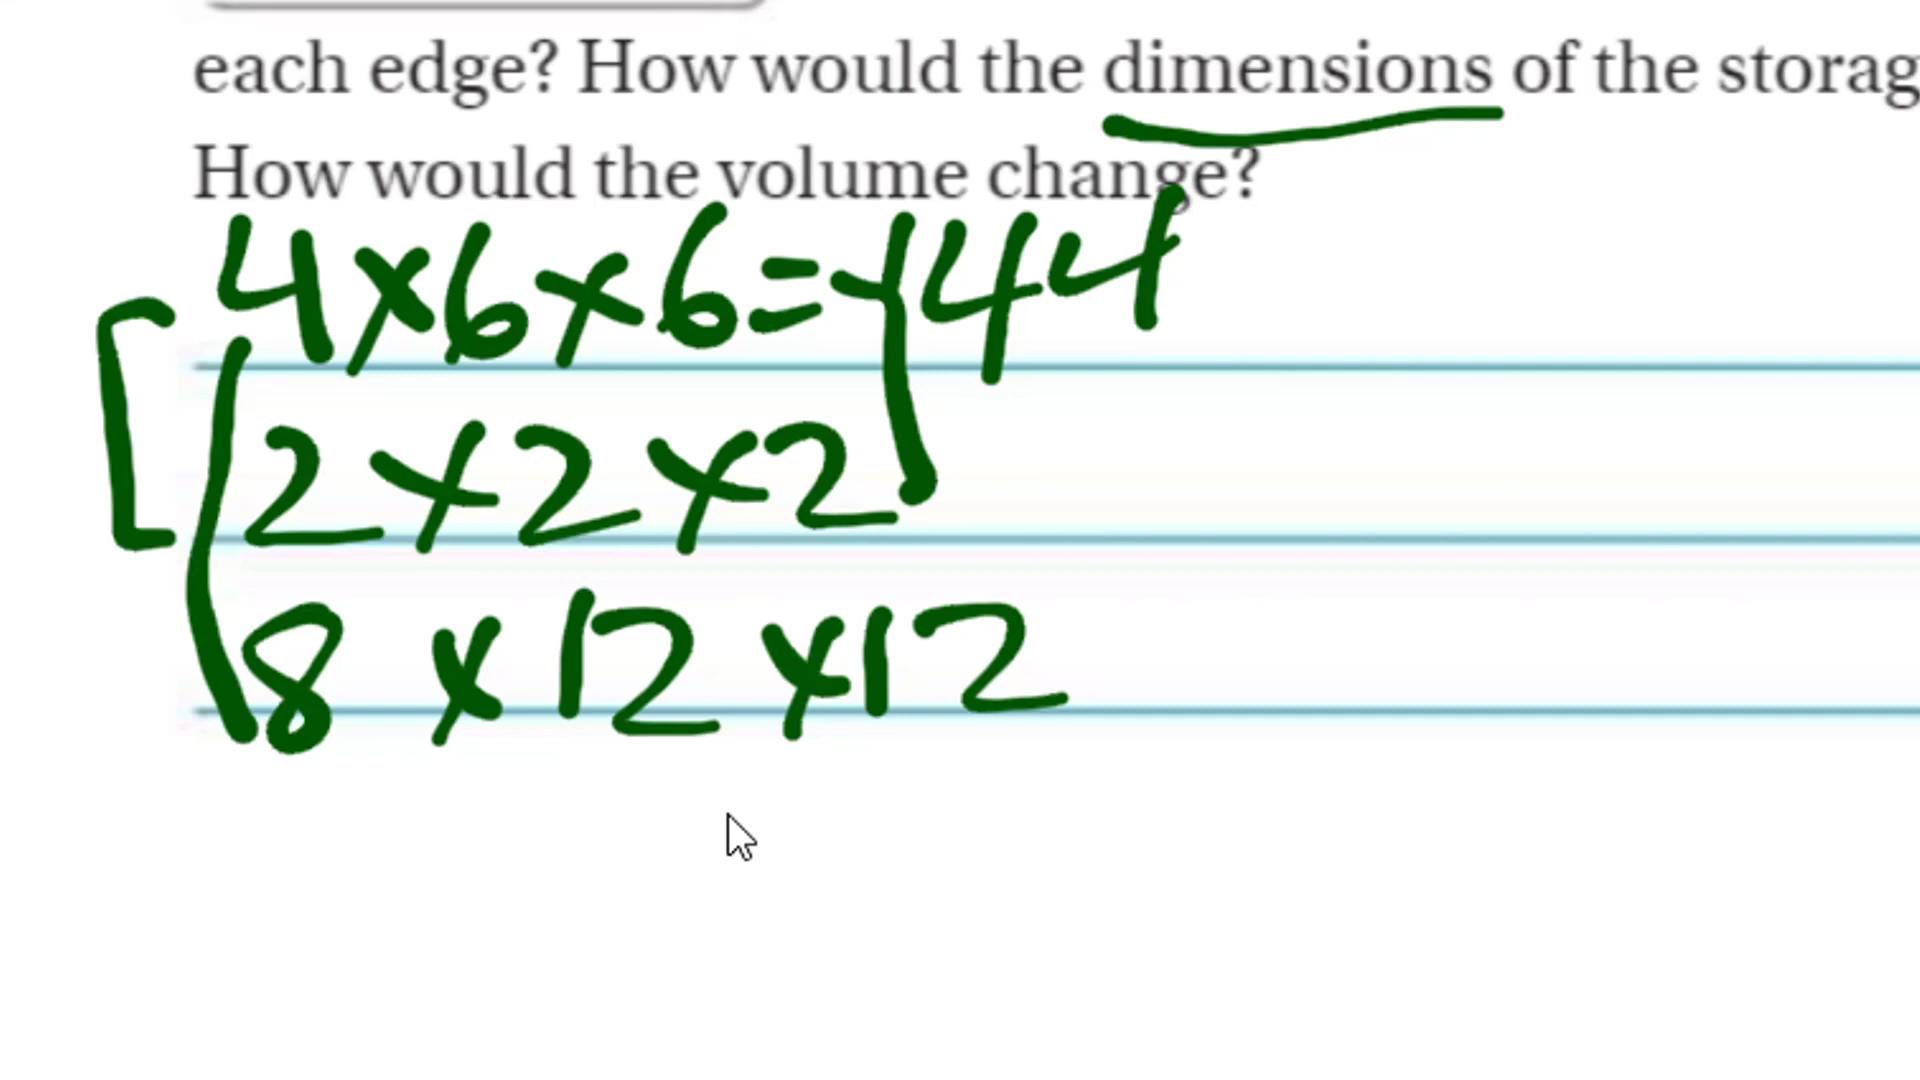 each edge? How would the dimensions of the storag
How would the volume change?
4×6×6=144
2×2×2
8×12×12